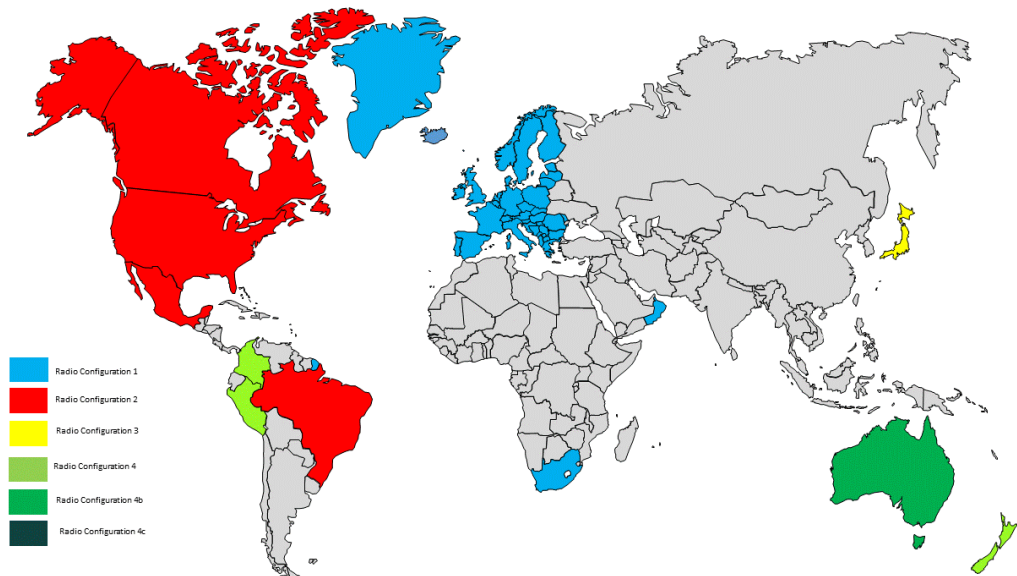 Radio Configuration 1
Radio Configuration 2
Radio Configuration 3
Radio Configuration 4
Radio Configuration 4b
Radio Configuration 4c